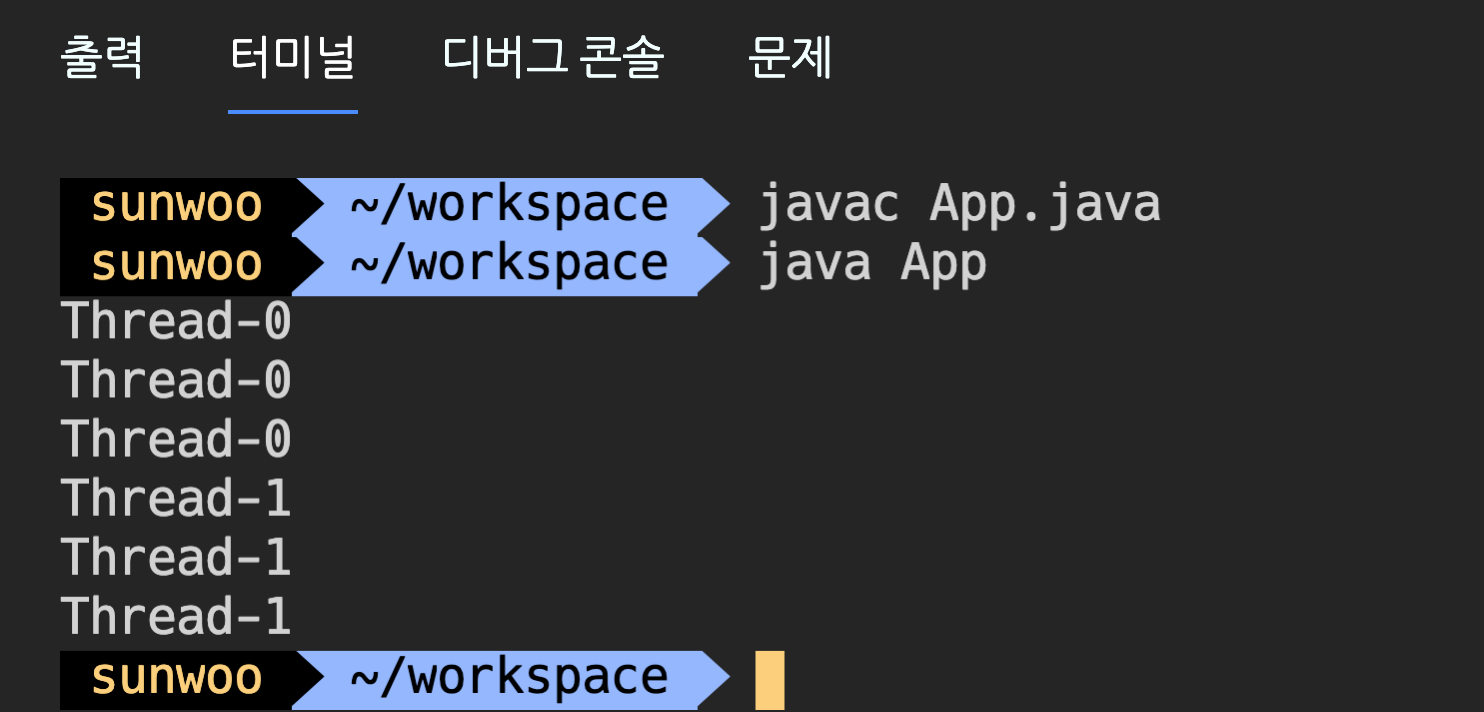 출력 터미널 디버그 콘솔 문제
sunwoo ~/workspace javac App.java
sunwoo ~/workspace java App
Thread-0
Thread-0
Thread-0
Thread-1
Thread-1
Thread-1
sunwoo ~/workspace